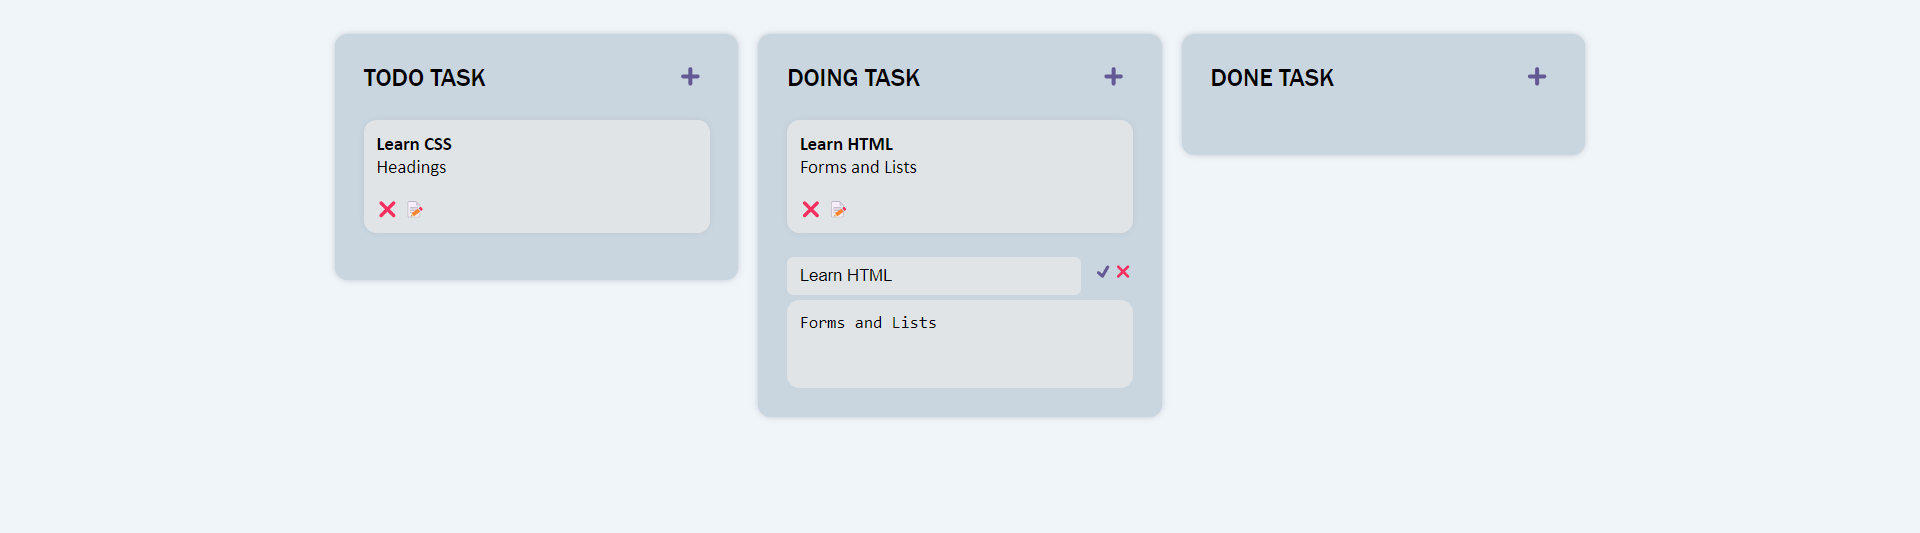 TODO TASK
Learn CSS
Headings
DOING TASK
Learn HTML
Forms and Lists
Learn HTML
Forms and Lists
DONE TASK